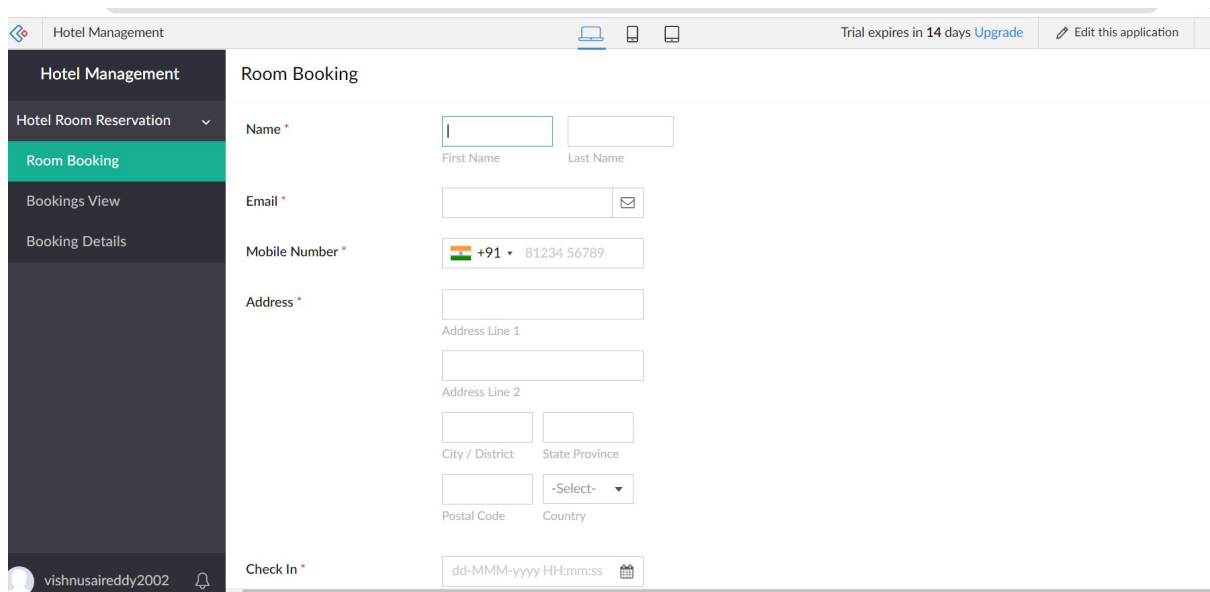 Hotel Management
Trial expires in 14 days Upgrade
Edit this application
Hotel Management
Hotel Room Reservation
Room Booking
Bookings View
Booking Details
vishnusaireddy2002
Room Booking
Name *
First Name Last Name
Email *
Mobile Number *
+91 81234 56789
Address *
Address Line 1
Address Line 2
City / District State Province
-Select-
Postal Code Country
Check In *
dd-MMM-yyyy HH:mm:ss